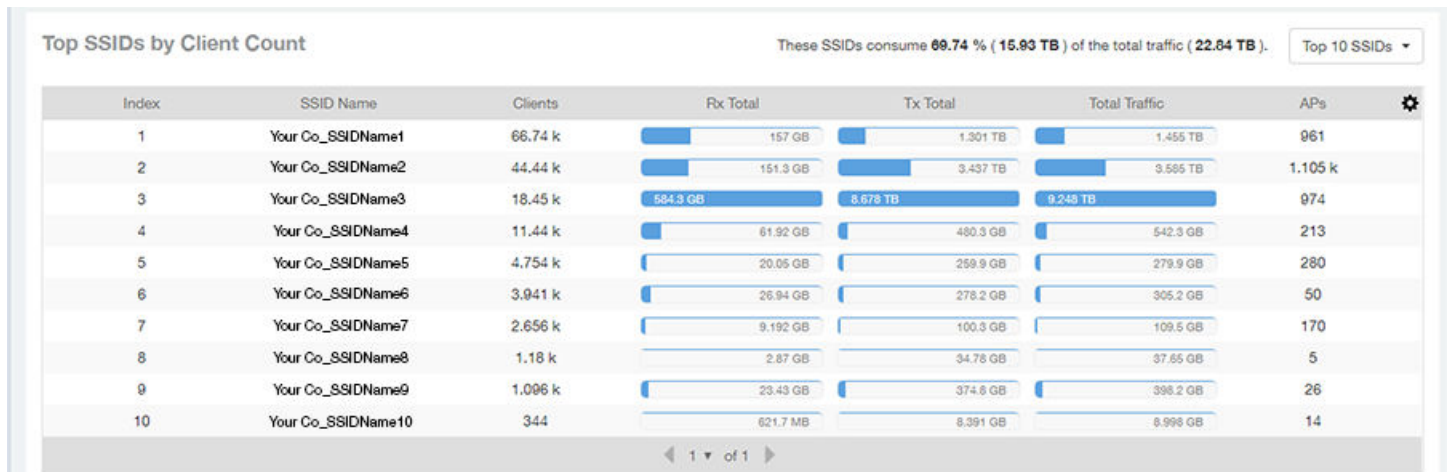 Top SSIDs by Client Count
These SSIDs consume 69.74 % ( 15.93 TB ) of the total traffic ( 22.84 TB ).
Top 10 SSIDs
Index SSID Name Clients Rx Total Tx Total Total Traffic APs
1 Your Co_SSIDName1 66.74 k 157 GB 1.301 TB 1.455 TB 961
2 Your Co_SSIDName2 44.44 k 151.3 GB 3.437 TB 3.585 TB 1.105 k
3 Your Co_SSIDName3 18.45 k 584.3 GB 8.678 TB 9.248 TB 974
4 Your Co_SSIDName4 11.44 k 61.92 GB 480.3 GB 542.3 GB 213
5 Your Co_SSIDName5 4.754 k 20.05 GB 259.9 GB 279.9 GB 280
6 Your Co_SSIDName6 3.941 k 26.94 GB 278.2 GB 305.2 GB 50
7 Your Co_SSIDName7 2.656 k 9.192 GB 100.3 GB 109.5 GB 170
8 Your Co_SSIDName8 1.18 k 2.87 GB 34.78 GB 37.65 GB 5
9 Your Co_SSIDName9 1.096 k 23.43 GB 374.8 GB 398.2 GB 26
10 Your Co_SSIDName10 344 621.7 MB 8.391 GB 8.998 GB 14
1 of 1